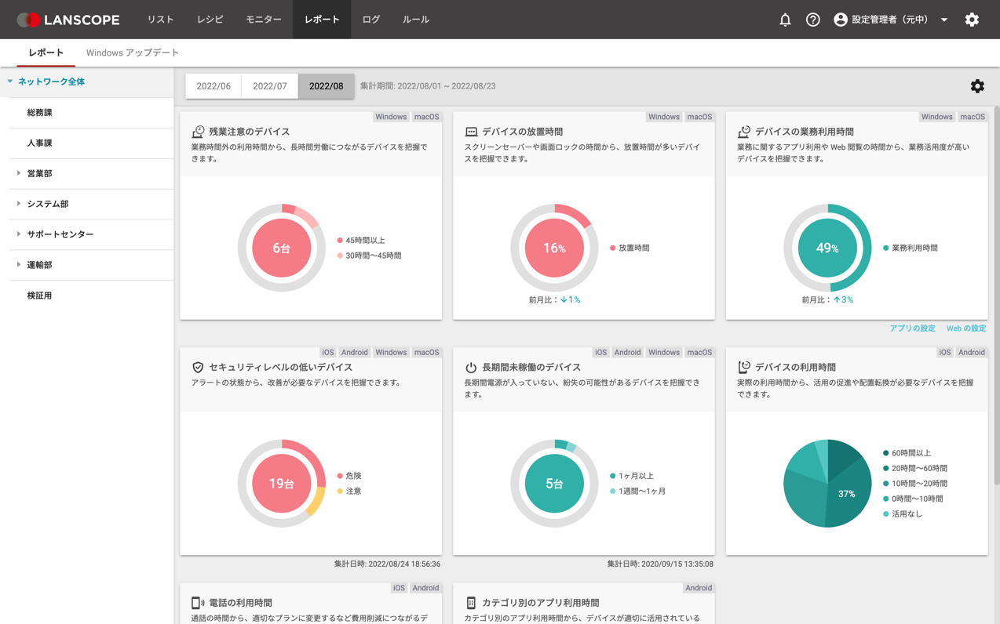 LANSCOPE リスト レシピ モニター レポート ログ ルール 設定管理者（元中）
レポート Windows アップデート
ネットワーク全体
総務課
人事課
営業部
システム部
サポートセンター
運輸部
検証用
2022/06 2022/07 2022/08 集計期間: 2022/08/01 ~ 2022/08/23
Windows macOS
残業注意のデバイス
業務時間外の利用時間から、長時間労働につながるデバイスを把握で
きます。
6台
45時間以上
30時間〜45時間
Windows macOS
デバイスの放置時間
スクリーンセーバーや画面ロックの時間から、放置時間が多いデバイ
スを把握できます。
16%
放置時間
前月比：↓1%
Windows macOS
デバイスの業務利用時間
業務に関するアプリ利用や Web 閲覧の時間から、業務活用度が高い
デバイスを把握できます。
49%
業務利用時間
前月比：↑3%
アプリの設定 Web の設定
iOS Android Windows macOS
セキュリティレベルの低いデバイス
アラートの状態から、改善が必要なデバイスを把握できます。
19台
危険
注意
集計日時: 2022/08/24 18:56:36
iOS Android Windows macOS
長期間未稼働のデバイス
長期間電源が入っていない、紛失の可能性があるデバイスを把握でき
ます。
5台
1ヶ月以上
1週間〜1ヶ月
集計日時: 2020/09/15 13:35:08
iOS Android
デバイスの利用時間
実際の利用時間から、活用の促進や配置転換が必要なデバイスを把握
できます。
37%
60時間以上
20時間〜60時間
10時間〜20時間
0時間〜10時間
活用なし
iOS Android
電話の利用時間
通話の時間から、適切なプランに変更するなど費用削減につながるデ
Android
カテゴリ別のアプリ利用時間
カテゴリ別のアプリ利用時間から、デバイスが適切に活用されている